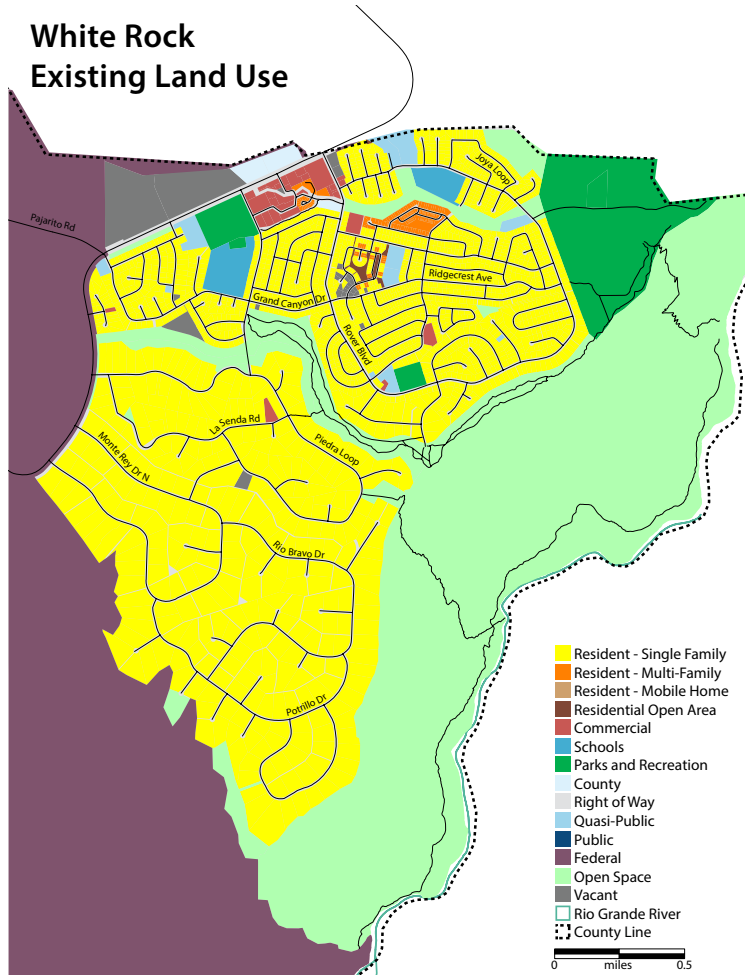 White Rock
Existing Land Use
Joya Loop
Pajarito Rd
Ridgecrest Ave
Grand Canyon Dr
Rover Blvd
La Senda Rd
Piedra Loop
Monte Rey Dr N
Rio Bravo Dr
Potrillo Dr
Resident - Single Family
Resident - Multi-Family
Resident - Mobile Home
Residential Open Area
Commercial
Schools
Parks and Recreation
County
Right of Way
Quasi-Public
Public
Federal
Open Space
Vacant
Rio Grande River
County Line
0 miles 0.5